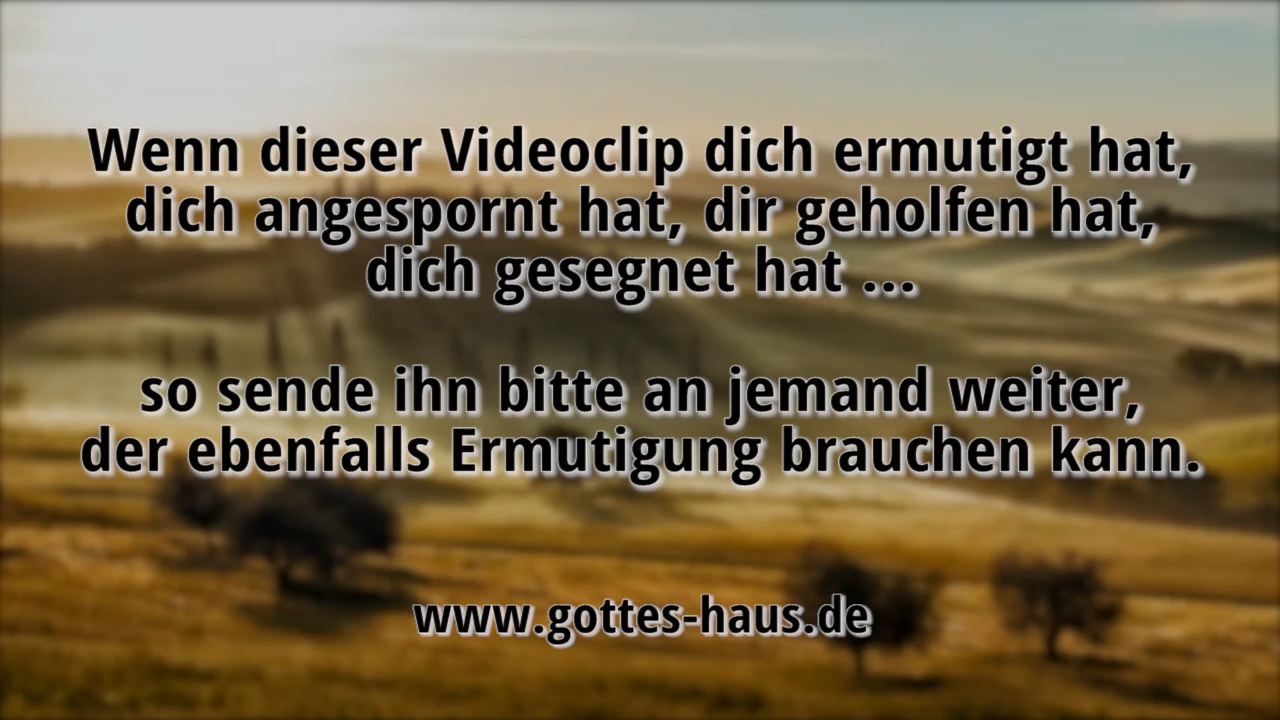 Wenn dieser Videoclip dich ermutigt hat,
dich angespornt hat, dir geholfen hat,
dich gesegnet hat ...
so sende ihn bitte an jemand weiter,
der ebenfalls Ermutigung brauchen kann.
www.gottes-haus.de